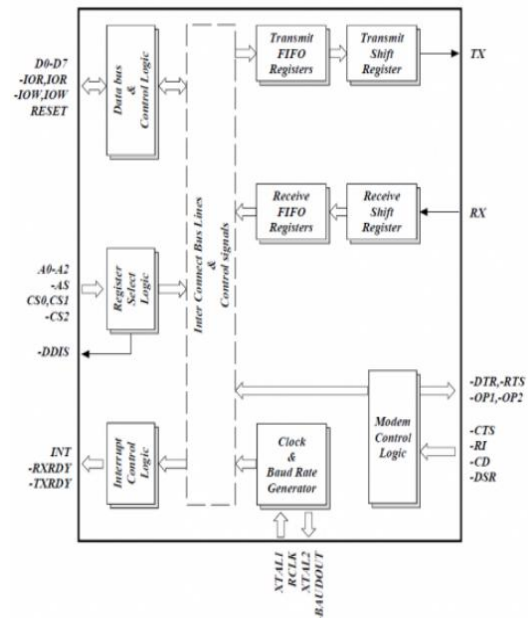 D0-D7
-IOR,IOR
-IOW,IOW
RESET
Data bus
&
Control Logic
A0-A2
-AS
CS0,CS1
-CS2
Register
Select
Logic
-DDIS
INT
-RXRDY
-TXRDY
Interrupt
Control
Logic
Inter Connect Bus Lines
&
Control signals
Transmit
FIFO
Registers
Transmit
Shift
Register
TX
Receive
FIFO
Registers
Receive
Shift
Register
RX
Clock
&
Baud Rate
Generator
Modem
Control
Logic
-DTR,-RTS
-OP1,-OP2
-CTS
-RI
-CD
-DSR
XTAL1
RCLK
XTAL2
-BAUDOUT